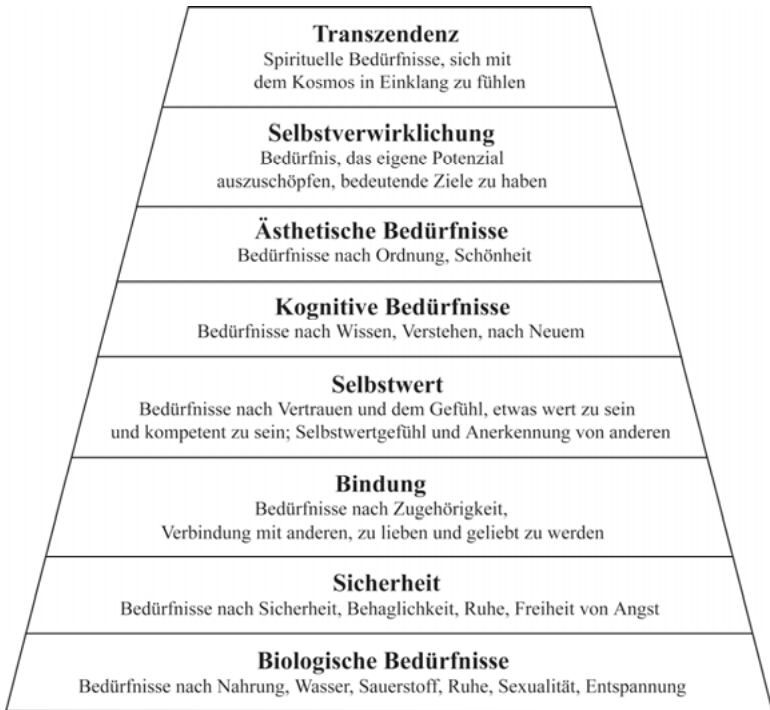 Transzendenz
Spirituelle Bedürfnisse, sich mit
dem Kosmos in Einklang zu fühlen
Selbstverwirklichung
Bedürfnis, das eigene Potenzial
auszuschöpfen, bedeutende Ziele zu haben
Ästhetische Bedürfnisse
Bedürfnisse nach Ordnung, Schönheit
Kognitive Bedürfnisse
Bedürfnisse nach Wissen, Verstehen, nach Neuem
Selbstwert
Bedürfnisse nach Vertrauen und dem Gefühl, etwas wert zu sein
und kompetent zu sein; Selbstwertgefühl und Anerkennung von anderen
Bindung
Bedürfnisse nach Zugehörigkeit,
Verbindung mit anderen, zu lieben und geliebt zu werden
Sicherheit
Bedürfnisse nach Sicherheit, Behaglichkeit, Ruhe, Freiheit von Angst
Biologische Bedürfnisse
Bedürfnisse nach Nahrung, Wasser, Sauerstoff, Ruhe, Sexualität, Entspannung